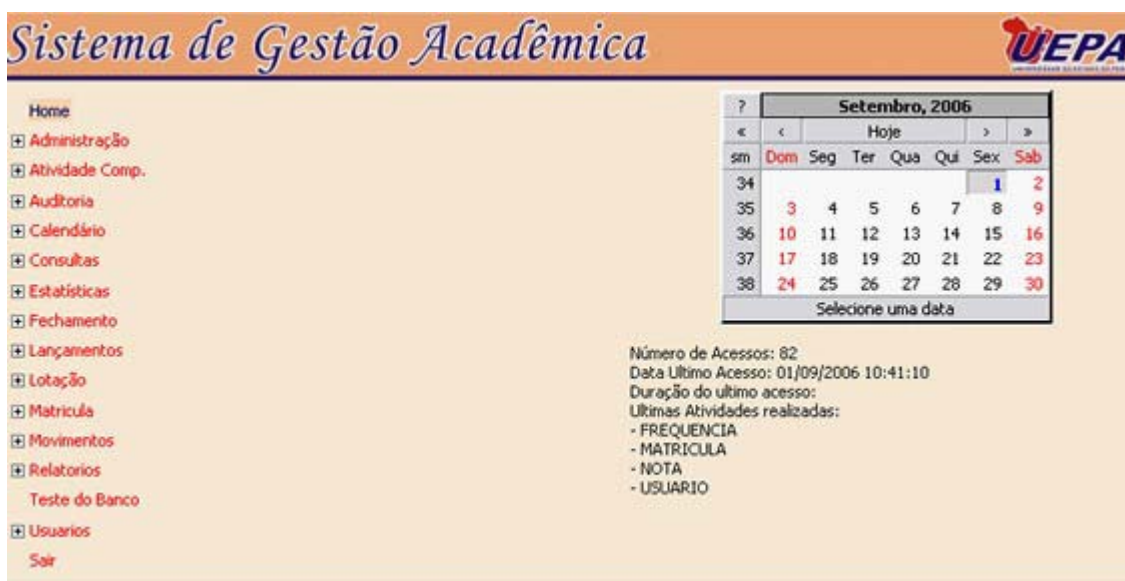 Sistema de Gestão Acadêmica
UEPA
Home
Administração
Atividade Comp.
Auditoria
Calendário
Consultas
Estatísticas
Fechamento
Lançamentos
Lotação
Matricula
Movimentos
Relatorios
Teste do Banco
Usuarios
Sair
? Setembro, 2006
« ‹ Hoje › »
sm Dom Seg Ter Qua Qui Sex Sab
34 1 2
35 3 4 5 6 7 8 9
36 10 11 12 13 14 15 16
37 17 18 19 20 21 22 23
38 24 25 26 27 28 29 30
Selecione uma data
Número de Acessos: 82
Data Ultimo Acesso: 01/09/2006 10:41:10
Duração do ultimo acesso:
Ultimas Atividades realizadas:
- FREQUENCIA
- MATRICULA
- NOTA
- USUARIO